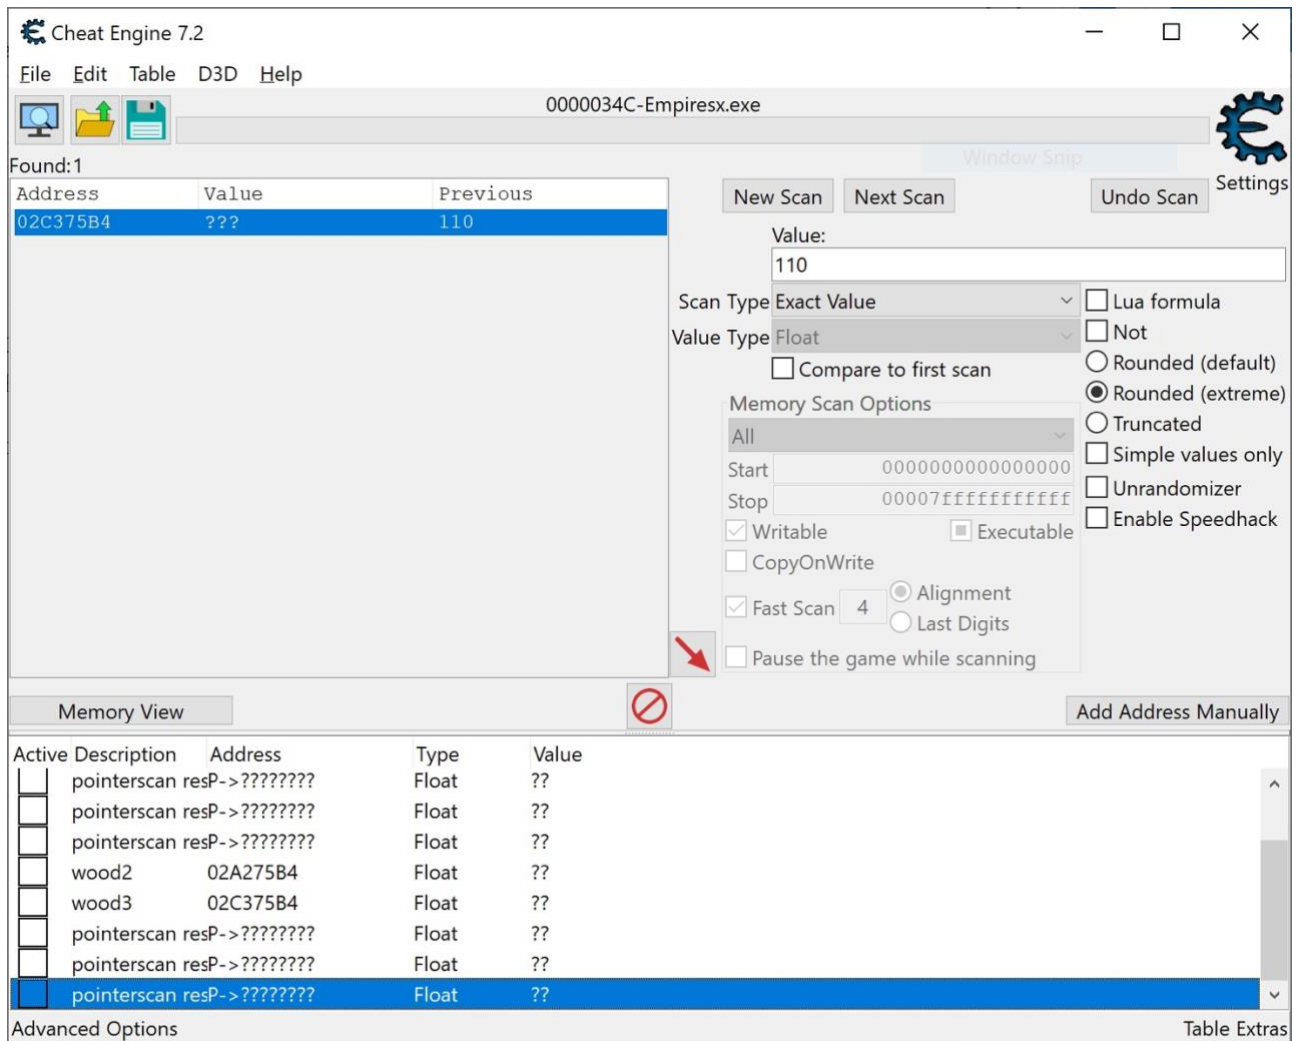 Cheat Engine 7.2
File Edit Table D3D Help
0000034C-Empiresx.exe
Window Snip
Found:1
Settings
Address Value Previous
02C375B4 ??? 110
New Scan Next Scan Undo Scan
Value:
110
Scan Type Exact Value
Lua formula
Value Type Float
Not
Rounded (default)
Compare to first scan
Rounded (extreme)
Memory Scan Options
Truncated
All
Simple values only
Start 0000000000000000
Unrandomizer
Stop 00007fffffffffff
Enable Speedhack
Writable Executable
CopyOnWrite
Fast Scan 4 Alignment
Last Digits
Pause the game while scanning
Memory View Add Address Manually
Active Description Address Type Value
pointerscan resP->???????? Float ??
pointerscan resP->???????? Float ??
pointerscan resP->???????? Float ??
wood2 02A275B4 Float ??
wood3 02C375B4 Float ??
pointerscan resP->???????? Float ??
pointerscan resP->???????? Float ??
pointerscan resP->???????? Float ??
Advanced Options Table Extras